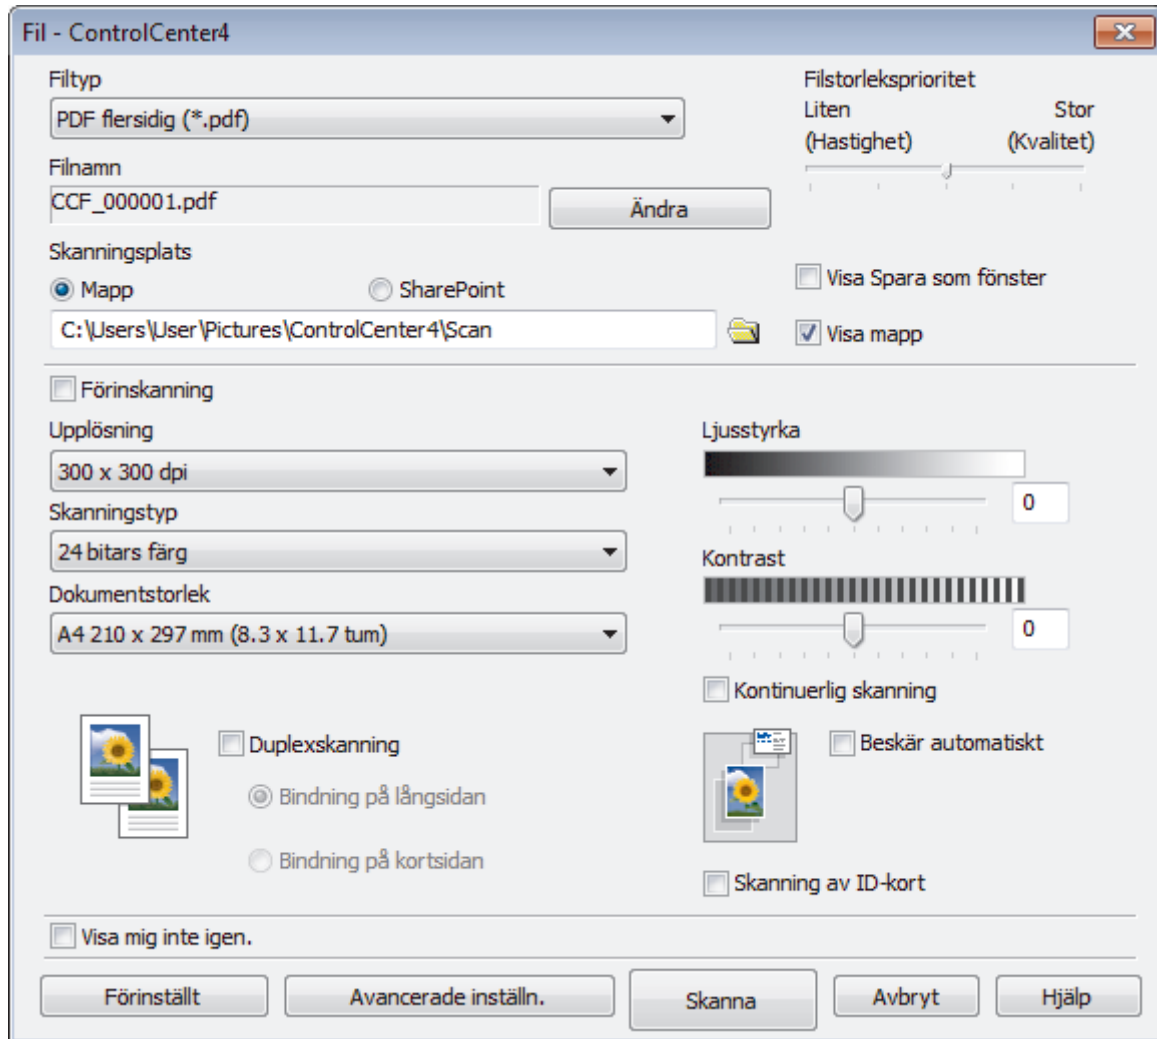 Fil - ControlCenter4
Filtyp
PDF flersidig (*.pdf)
Filnamn
CCF_000001.pdf
Ändra
Filstorleksprioritet
Liten Stor
(Hastighet) (Kvalitet)
Skanningsplats
Mapp SharePoint
C:\Users\User\Pictures\ControlCenter4\Scan
Visa Spara som fönster
Visa mapp
Förinskanning
Upplösning
300 x 300 dpi
Skanningstyp
24 bitars färg
Dokumentstorlek
A4 210 x 297 mm (8.3 x 11.7 tum)
Ljusstyrka
0
Kontrast
0
Kontinuerlig skanning
Duplexskanning
Bindning på långsidan
Bindning på kortsidan
Beskär automatiskt
Skanning av ID-kort
Visa mig inte igen.
Förinställt Avancerade inställn. Skanna Avbryt Hjälp